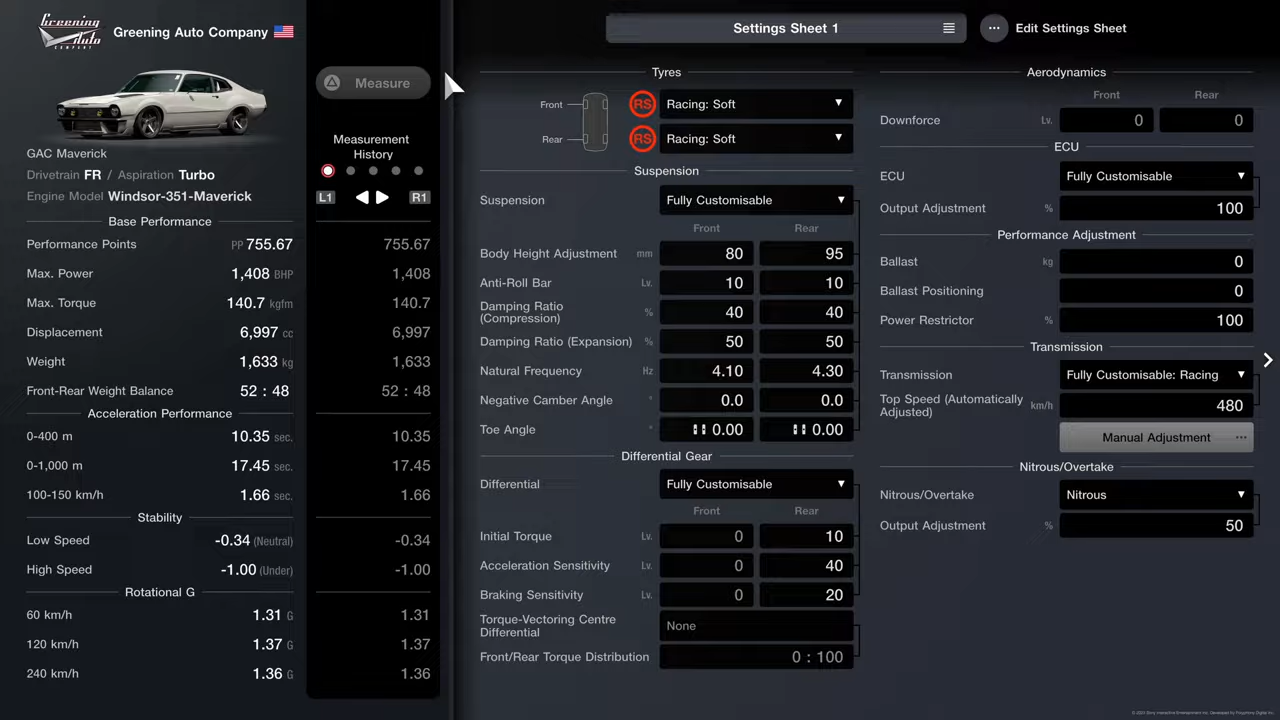 Greening Auto COMPANY
Greening Auto Company
GAC Maverick
Drivetrain FR / Aspiration Turbo
Engine Model Windsor-351-Maverick
Base Performance
Performance Points PP 755.67
Max. Power 1,408 BHP
Max. Torque 140.7 kgfm
Displacement 6,997 cc
Weight 1,633 kg
Front-Rear Weight Balance 52 : 48
Acceleration Performance
0-400 m 10.35 sec.
0-1,000 m 17.45 sec.
100-150 km/h 1.66 sec.
Stability
Low Speed -0.34 (Neutral)
High Speed -1.00 (Under)
Rotational G
60 km/h 1.31 G
120 km/h 1.37 G
240 km/h 1.36 G
Measure
Measurement
History
L1 R1
755.67
1,408
140.7
6,997
1,633
52 : 48
10.35
17.45
1.66
-0.34
-1.00
1.31
1.37
1.36
Settings Sheet 1
Edit Settings Sheet
Tyres
Front RS Racing: Soft
Rear RS Racing: Soft
Suspension
Suspension Fully Customisable
Front Rear
Body Height Adjustment mm 80 95
Anti-Roll Bar Lv. 10 10
Damping Ratio
(Compression) % 40 40
Damping Ratio (Expansion) % 50 50
Natural Frequency Hz 4.10 4.30
Negative Camber Angle ° 0.0 0.0
Toe Angle ° 0.00 0.00
Differential Gear
Differential Fully Customisable
Front Rear
Initial Torque Lv. 0 10
Acceleration Sensitivity Lv. 0 40
Braking Sensitivity Lv. 0 20
Torque-Vectoring Centre
Differential None
Front/Rear Torque Distribution 0 : 100
Aerodynamics
Front Rear
Downforce Lv. 0 0
ECU
ECU Fully Customisable
Output Adjustment % 100
Performance Adjustment
Ballast kg 0
Ballast Positioning 0
Power Restrictor % 100
Transmission
Transmission Fully Customisable: Racing
Top Speed (Automatically
Adjusted) km/h 480
Manual Adjustment
Nitrous/Overtake
Nitrous/Overtake Nitrous
Output Adjustment % 50